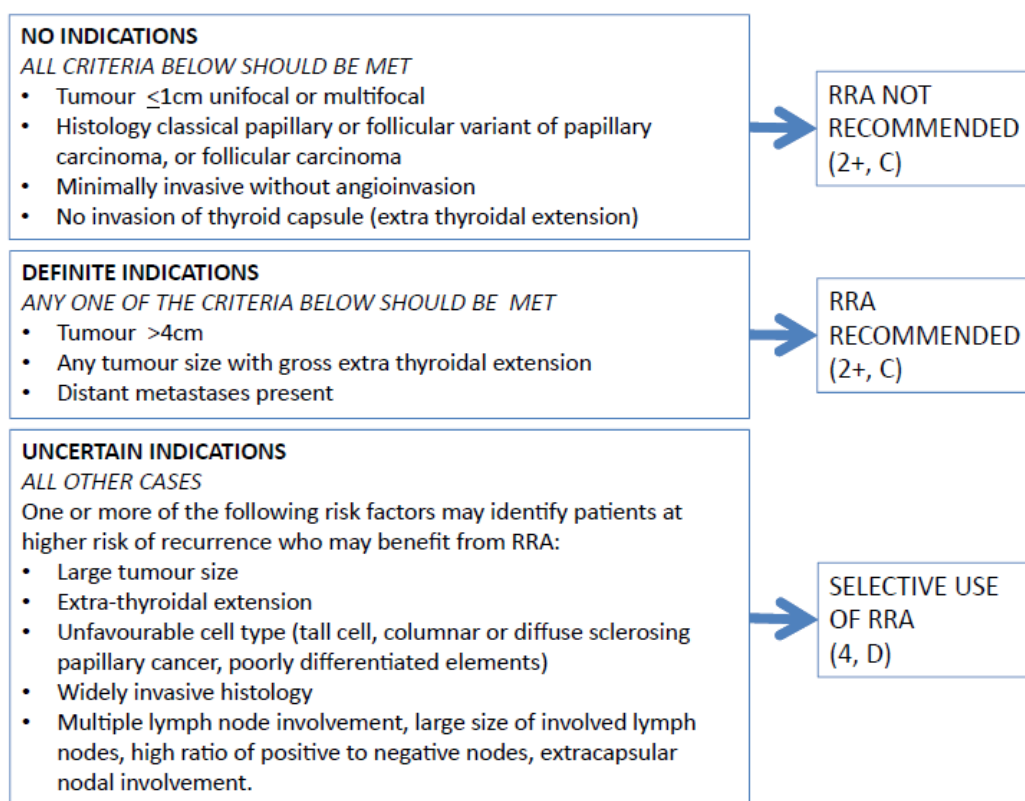 NO INDICATIONS
ALL CRITERIA BELOW SHOULD BE MET
• Tumour ≤1cm unifocal or multifocal
• Histology classical papillary or follicular variant of papillary
carcinoma, or follicular carcinoma
• Minimally invasive without angioinvasion
• No invasion of thyroid capsule (extra thyroidal extension)
RRA NOT
RECOMMENDED
(2+, C)
DEFINITE INDICATIONS
ANY ONE OF THE CRITERIA BELOW SHOULD BE MET
• Tumour >4cm
• Any tumour size with gross extra thyroidal extension
• Distant metastases present
RRA
RECOMMENDED
(2+, C)
UNCERTAIN INDICATIONS
ALL OTHER CASES
One or more of the following risk factors may identify patients at
higher risk of recurrence who may benefit from RRA:
• Large tumour size
• Extra-thyroidal extension
• Unfavourable cell type (tall cell, columnar or diffuse sclerosing
papillary cancer, poorly differentiated elements)
• Widely invasive histology
• Multiple lymph node involvement, large size of involved lymph
nodes, high ratio of positive to negative nodes, extracapsular
nodal involvement.
SELECTIVE USE
OF RRA
(4, D)